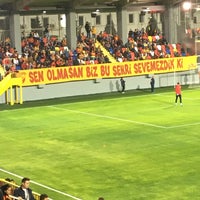 SEN OLMASAN BİZ BU ŞEHRİ SEVEMEZDİK Kİ